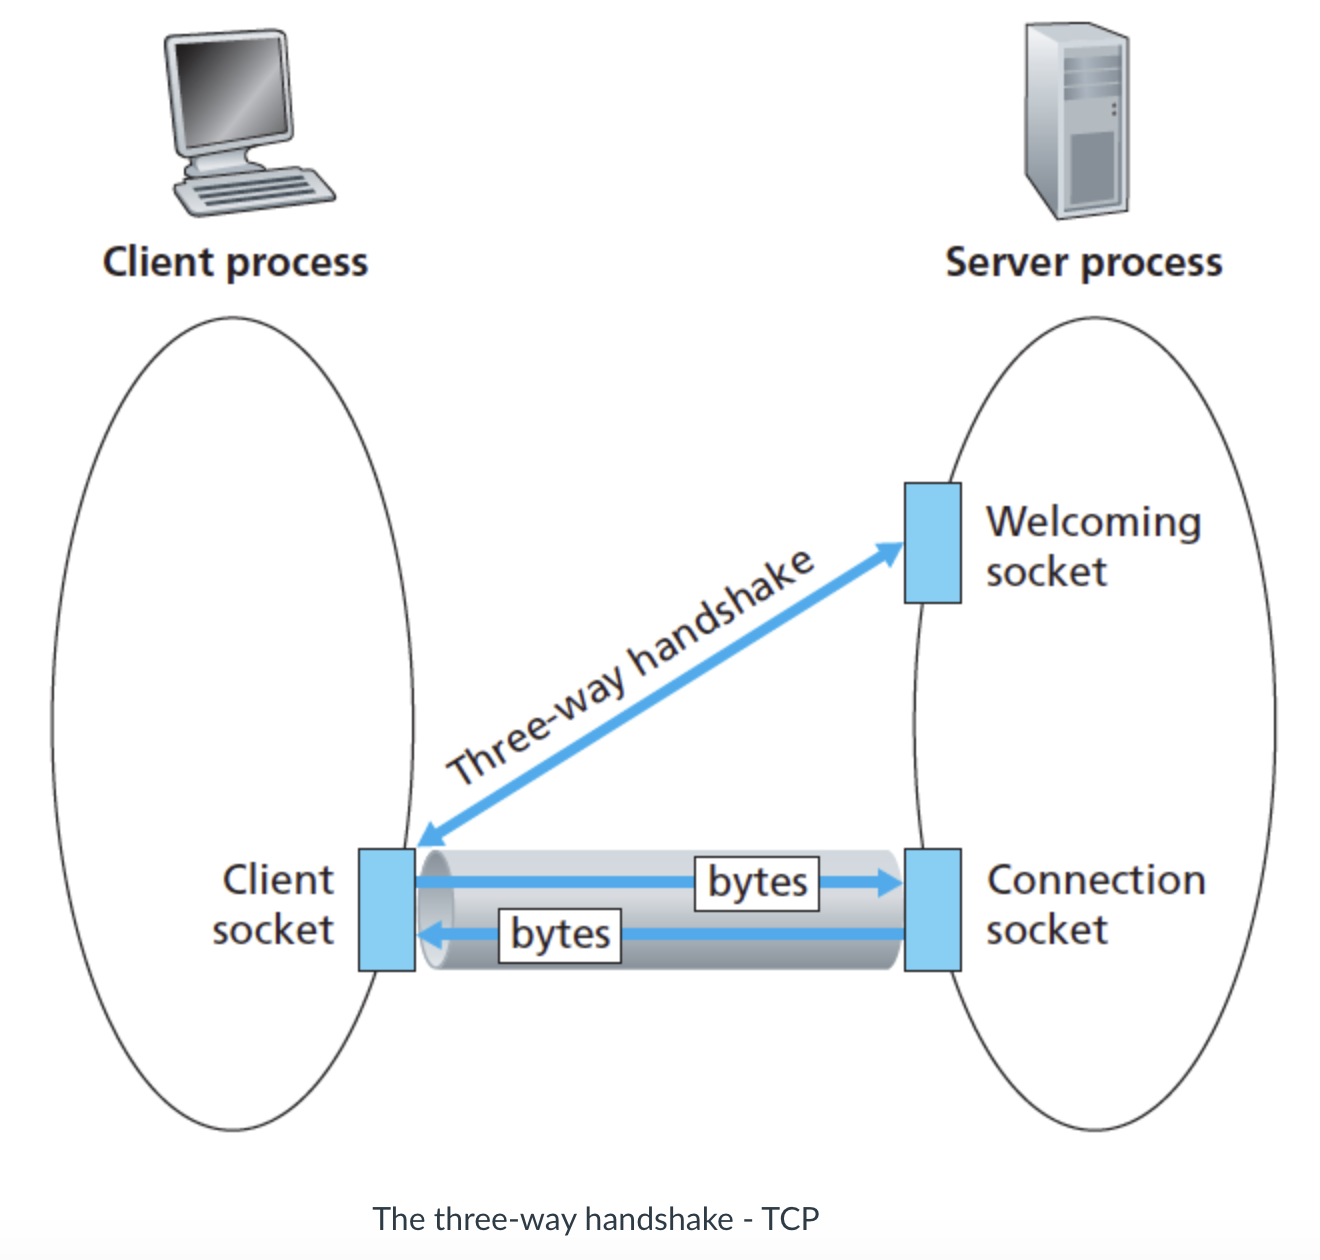 Client process
Server process
Welcoming
socket
Three-way handshake
Client
socket
bytes
bytes
Connection
socket
The three-way handshake - TCP